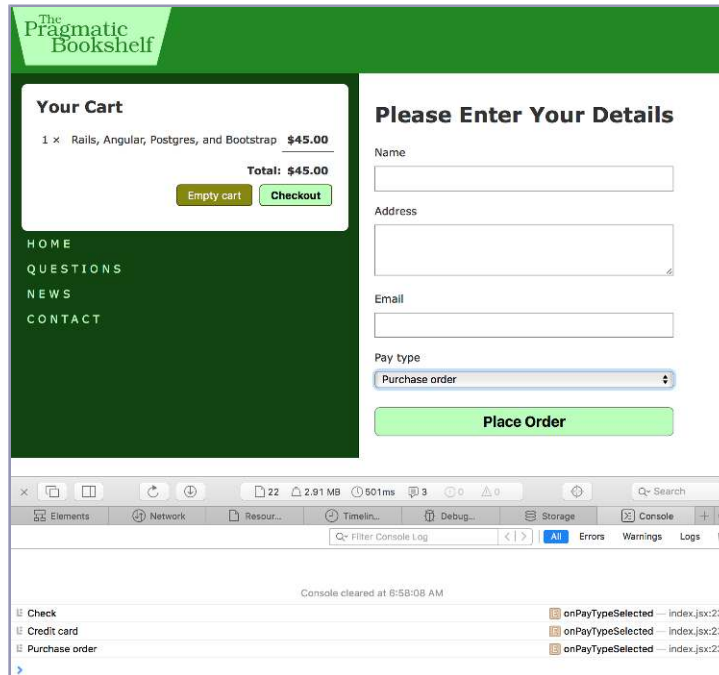 The
Pragmatic
Bookshelf
Your Cart
1 × Rails, Angular, Postgres, and Bootstrap $45.00
Total: $45.00
Empty cart Checkout
HOME
QUESTIONS
NEWS
CONTACT
Please Enter Your Details
Name
Address
Email
Pay type
Purchase order
Place Order
22 2.91 MB 501ms 3 0 0 Search
Elements Network Resour... Timelin... Debug... Storage Console
Filter Console Log All Errors Warnings Logs
Console cleared at 6:58:08 AM
Check onPayTypeSelected — index.jsx:23
Credit card onPayTypeSelected — index.jsx:23
Purchase order onPayTypeSelected — index.jsx:23